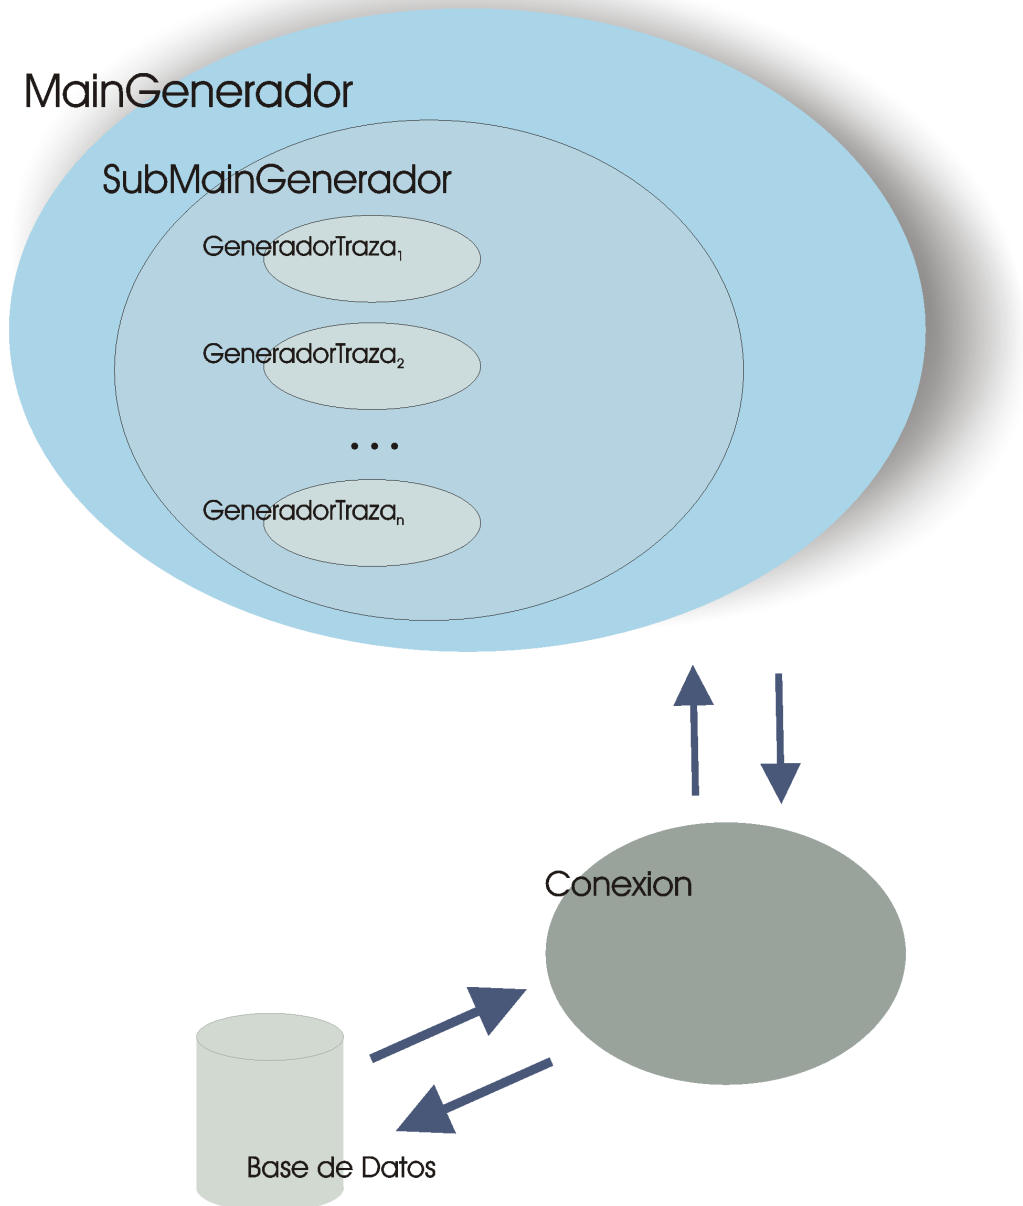 MainGenerador
SubMainGenerador
GeneradorTraza₁
GeneradorTraza₂
...
GeneradorTrazaₙ
Conexion
Base de Datos